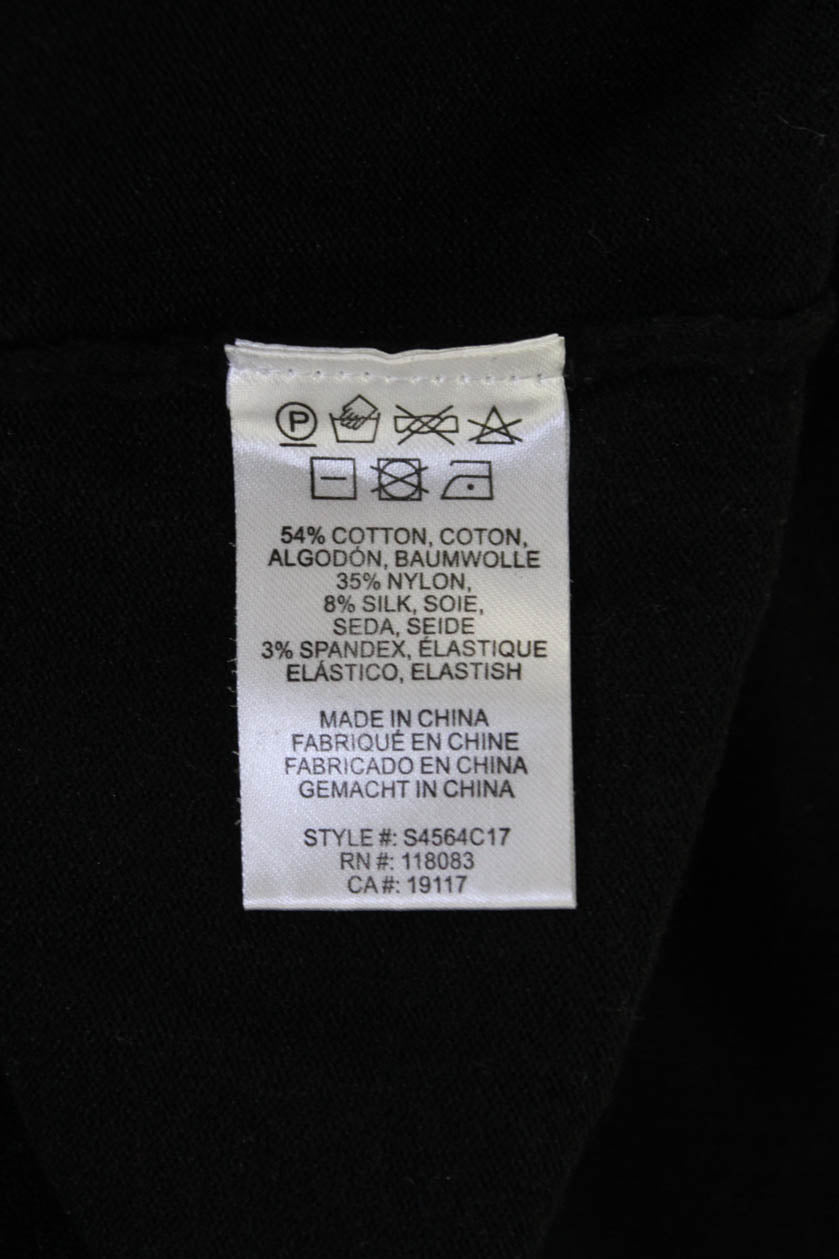 P
54% COTTON, COTON,
ALGODÓN, BAUMWOLLE
35% NYLON,
8% SILK, SOIE,
SEDA, SEIDE
3% SPANDEX, ÉLASTIQUE
ELÁSTICO, ELASTISH
MADE IN CHINA
FABRIQUÉ EN CHINE
FABRICADO EN CHINA
GEMACHT IN CHINA
STYLE #: S4564C17
RN #: 118083
CA #: 19117